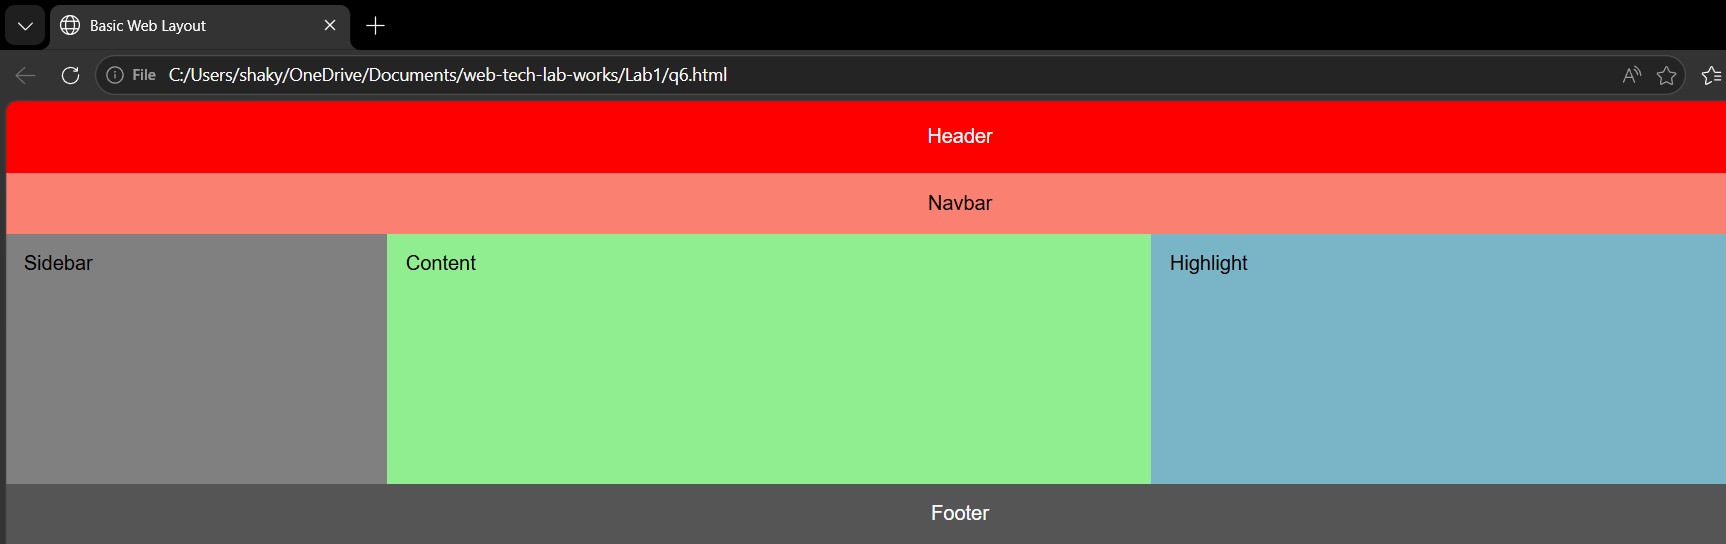 Basic Web Layout
File C:/Users/shaky/OneDrive/Documents/web-tech-lab-works/Lab1/q6.html
Header
Navbar
Sidebar Content Highlight
Footer